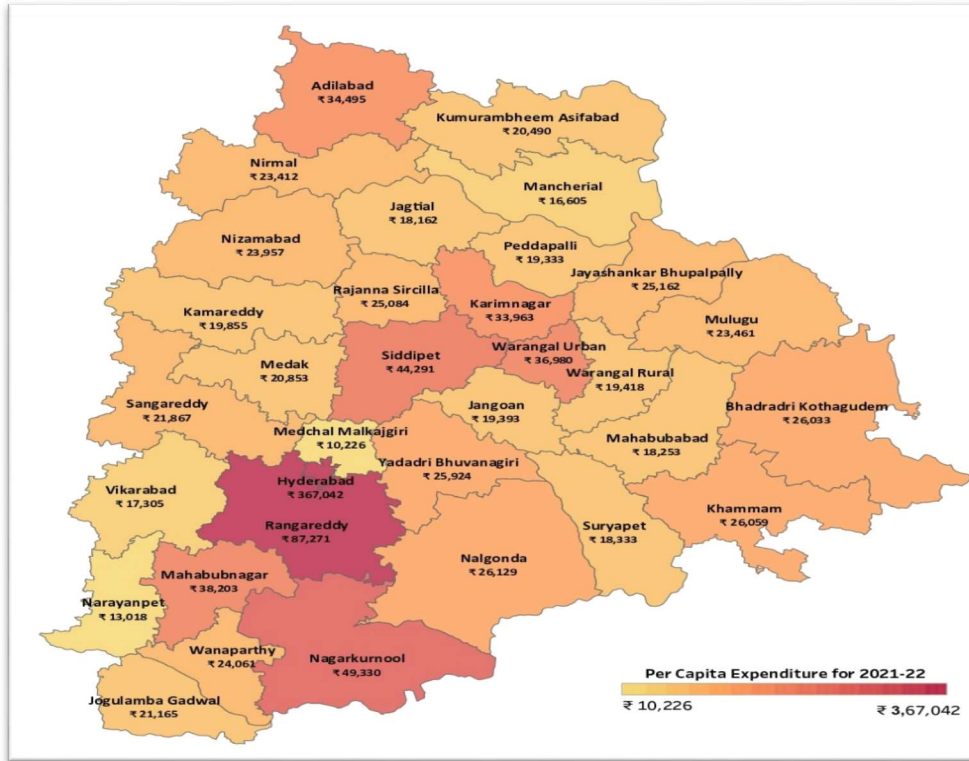 Adilabad
₹ 34,495
Kumurambheem Asifabad
₹ 20,490
Nirmal
₹ 23,412
Mancherial
₹ 16,605
Jagtial
₹ 18,162
Nizamabad
₹ 23,957
Peddapalli
₹ 19,333
Jayashankar Bhupalpally
₹ 25,162
Rajanna Sircilla
₹ 25,084
Karimnagar
₹ 33,963
Kamareddy
₹ 19,855
Mulugu
₹ 23,461
Siddipet
₹ 44,291
Warangal Urban
₹ 36,980
Medak
₹ 20,853
Warangal Rural
₹ 19,418
Sangareddy
₹ 21,867
Jangoan
₹ 19,393
Bhadradri Kothagudem
₹ 26,033
Medchal Malkajgiri
₹ 10,226
Mahabubabad
₹ 18,253
Yadadri Bhuvanagiri
₹ 25,924
Hyderabad
₹ 367,042
Vikarabad
₹ 17,305
Khammam
₹ 26,059
Rangareddy
₹ 87,271
Suryapet
₹ 18,333
Nalgonda
₹ 26,129
Mahabubnagar
₹ 38,203
Narayanpet
₹ 13,018
Wanaparthy
₹ 24,061
Nagarkurnool
₹ 49,330
Jogulamba Gadwal
₹ 21,165
Per Capita Expenditure for 2021-22
₹ 10,226
₹ 3,67,042